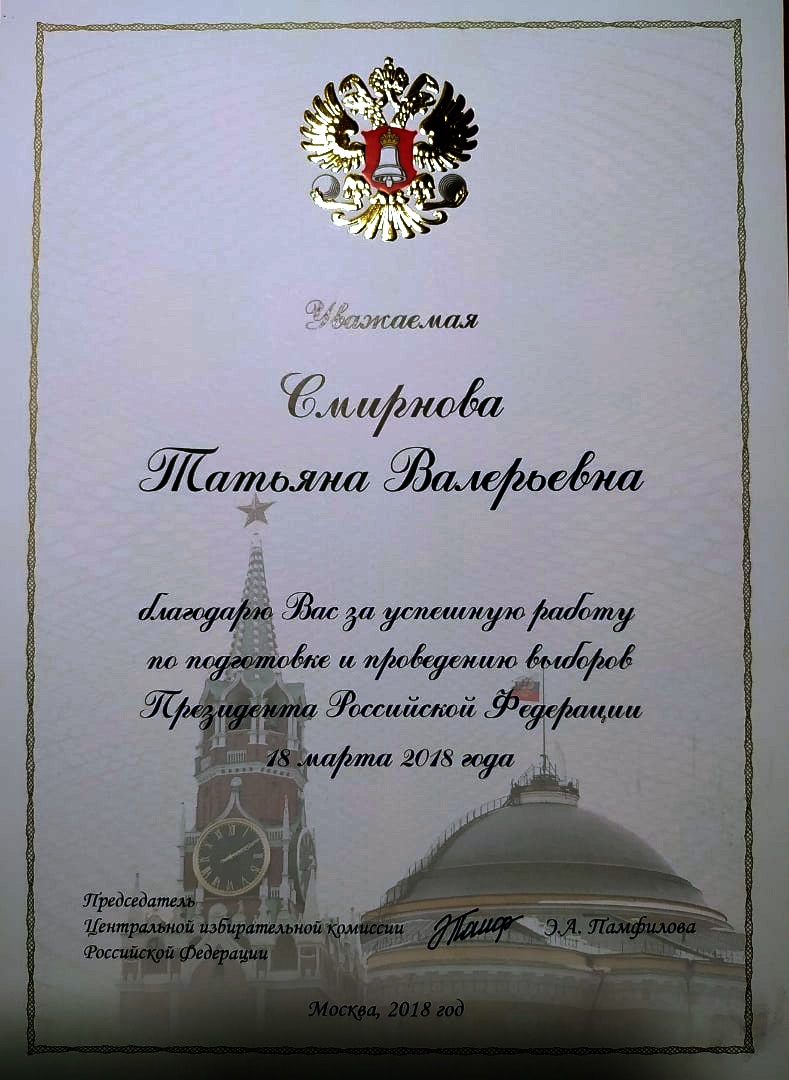 Уважаемая
Смирнова
Татьяна Валерьевна
благодарю Вас за успешную работу
по подготовке и проведению выборов
Президента Российской Федерации
18 марта 2018 года
Председатель
Центральной избирательной комиссии Э.А. Памфилова
Российской Федерации
Москва, 2018 год